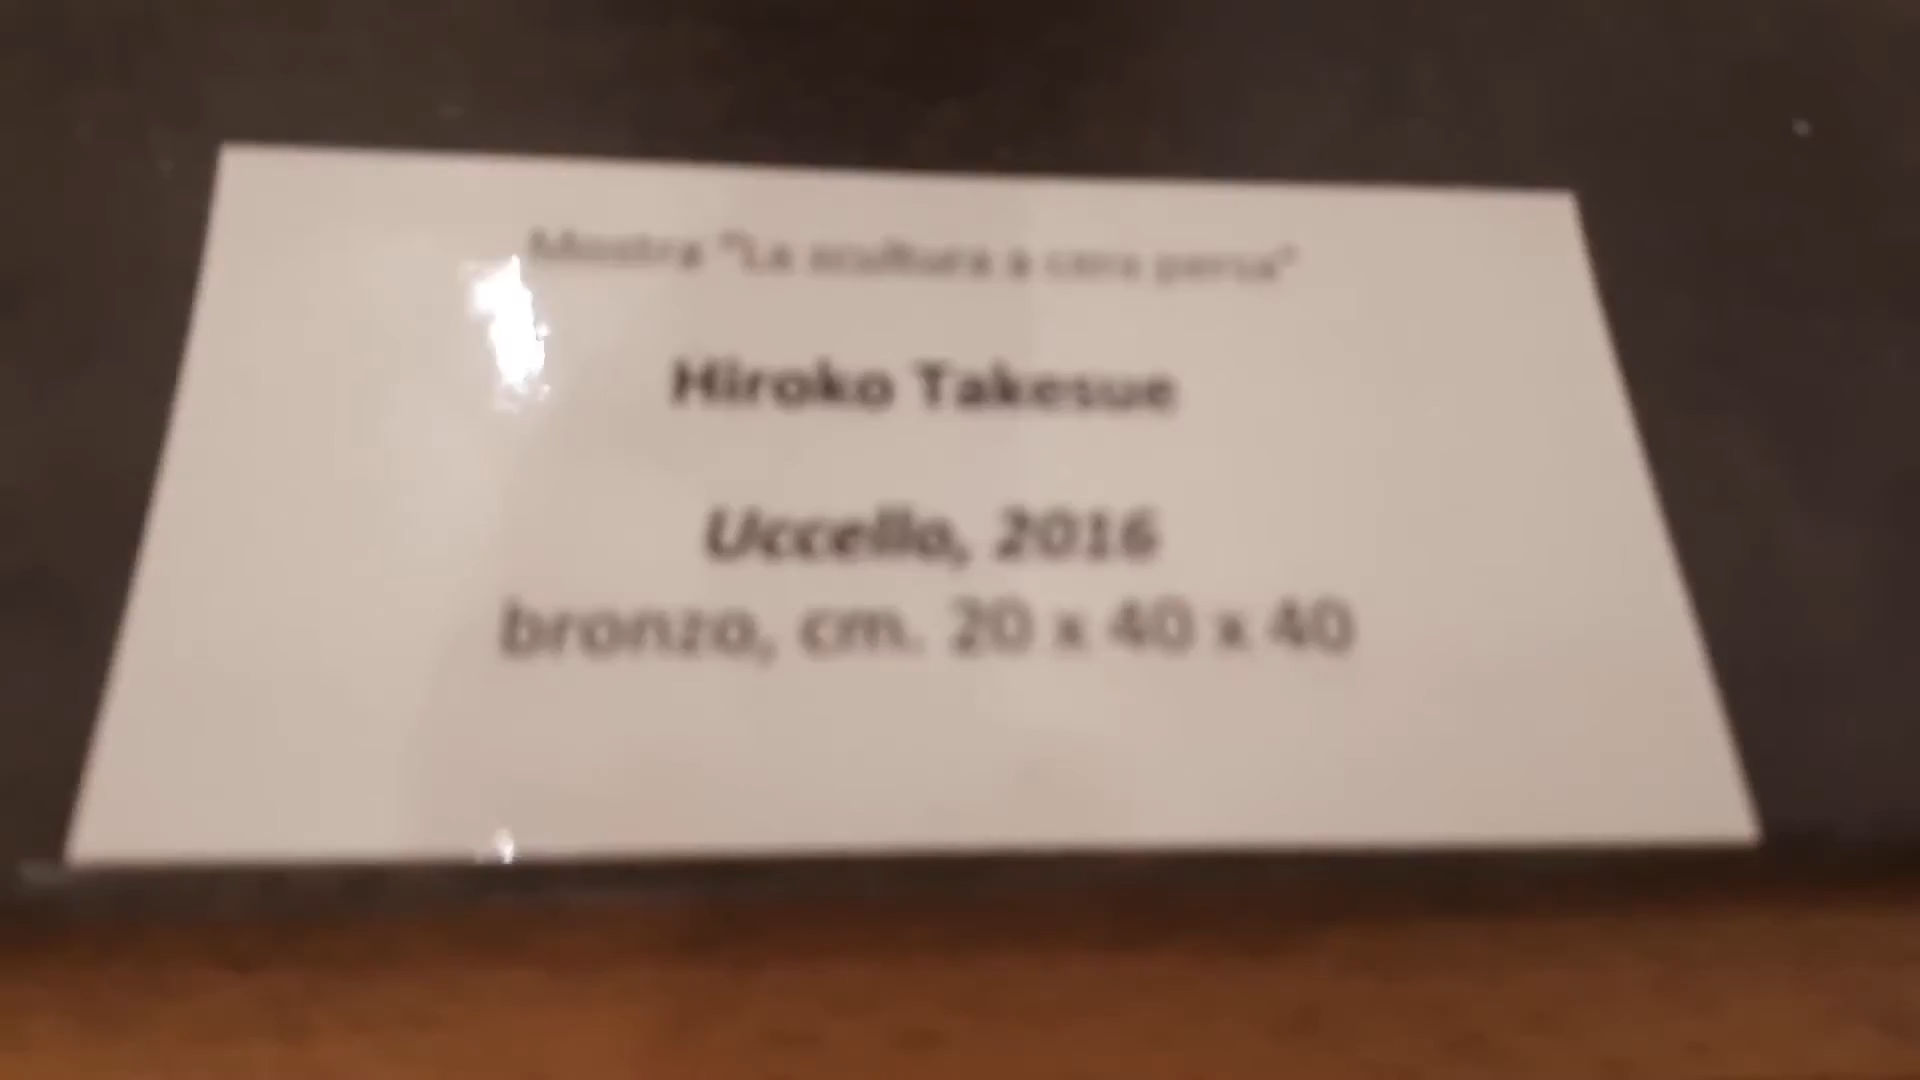 Mostra "La scultura a cera persa"
Hiroko Takesue
Uccello, 2016
bronzo, cm. 20 x 40 x 40